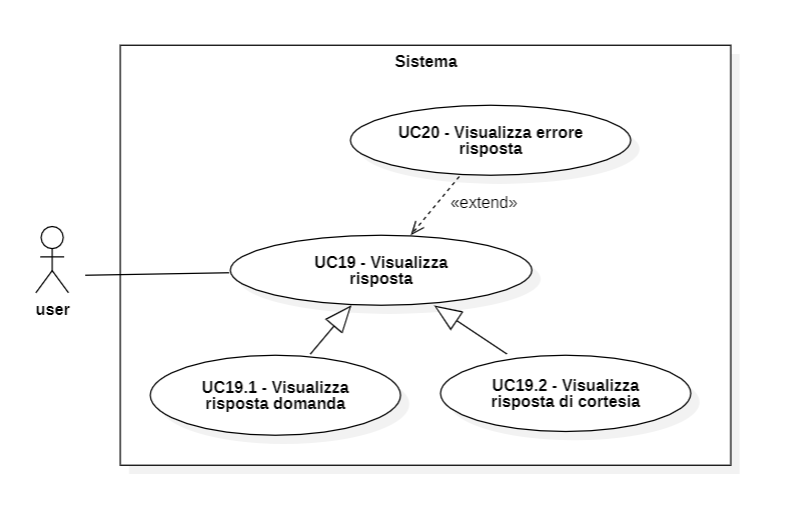 Sistema
UC20 - Visualizza errore
risposta
«extend»
UC19 - Visualizza
risposta
user
UC19.1 - Visualizza
risposta domanda
UC19.2 - Visualizza
risposta di cortesia